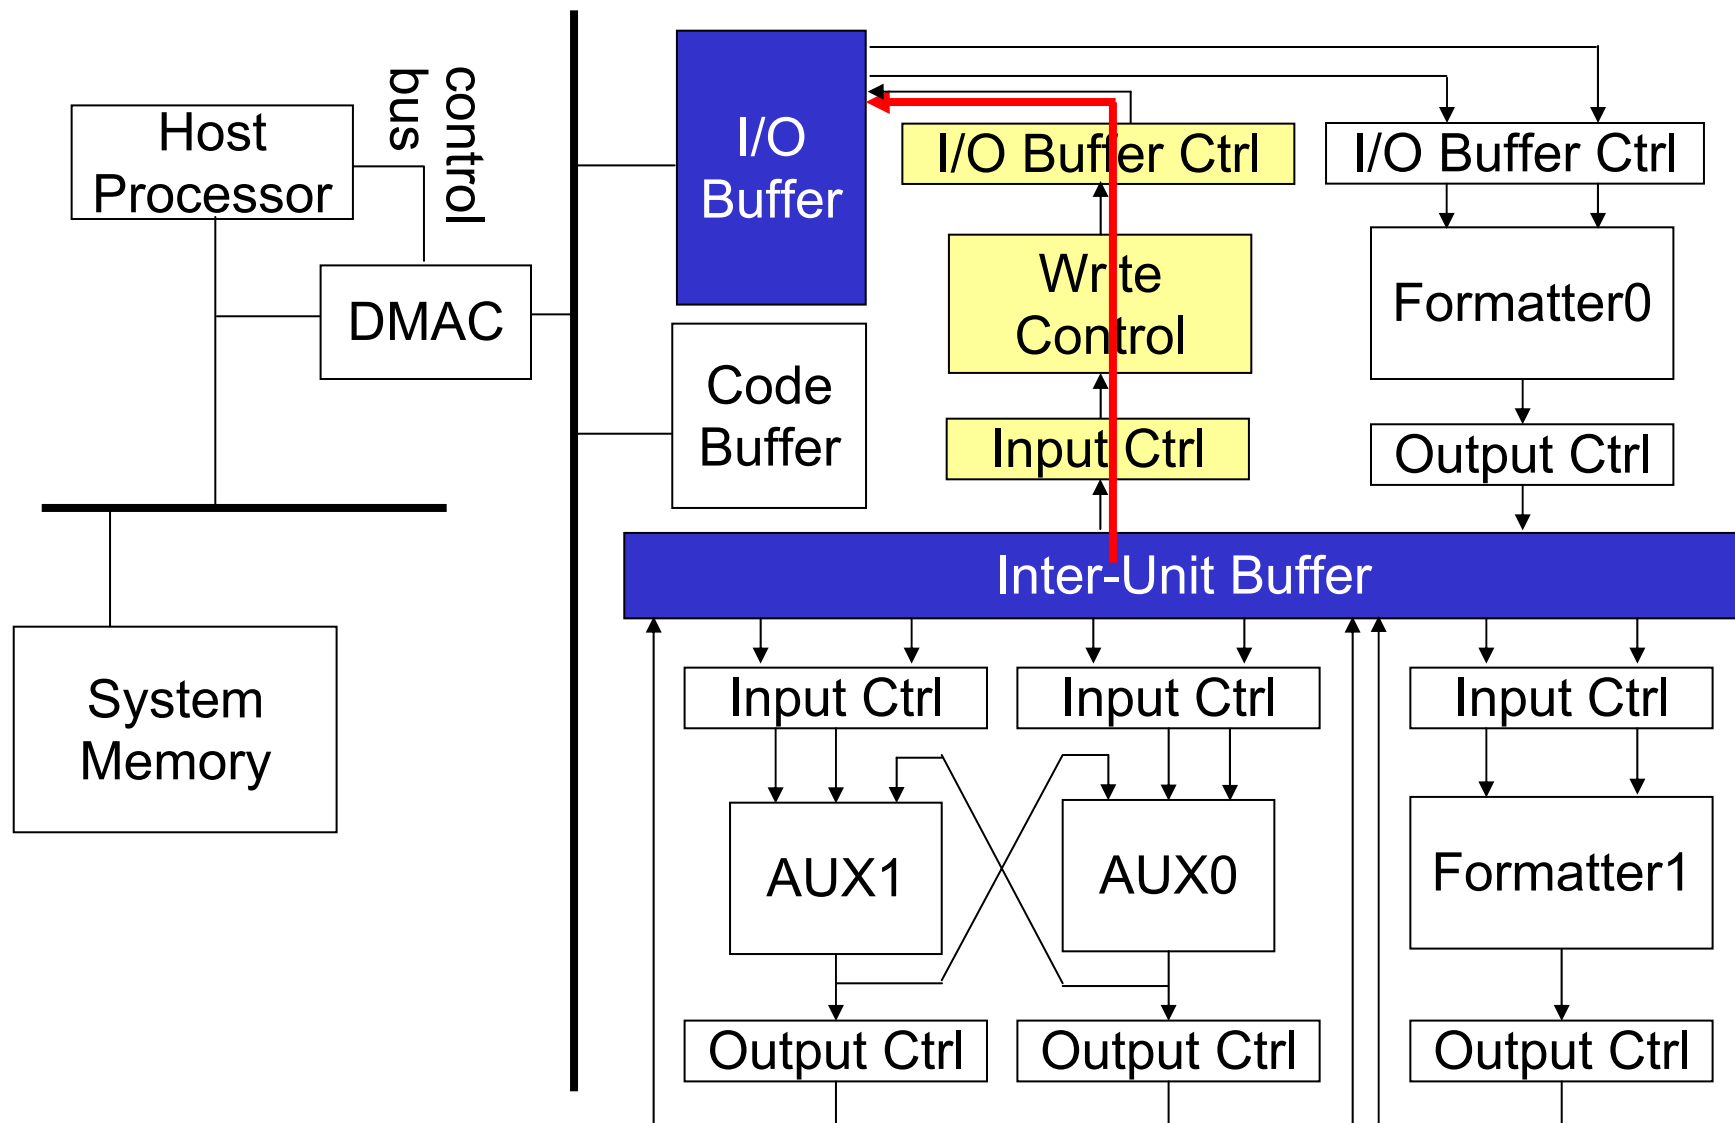 control
bus
Host
Processor
DMAC
System
Memory
I/O
Buffer
Code
Buffer
I/O Buffer Ctrl
Write
Control
Input Ctrl
I/O Buffer Ctrl
Formatter0
Output Ctrl
Inter-Unit Buffer
Input Ctrl
Input Ctrl
Input Ctrl
AUX1
AUX0
Formatter1
Output Ctrl
Output Ctrl
Output Ctrl